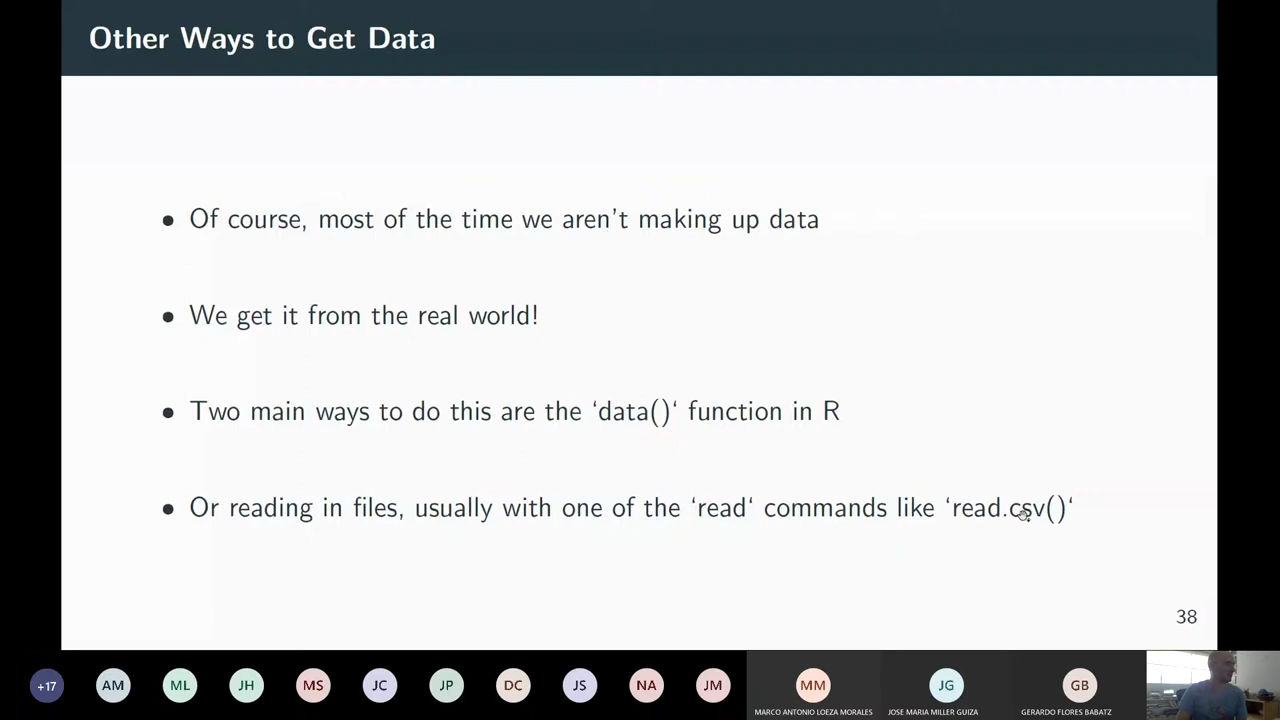 Other Ways to Get Data
• Of course, most of the time we aren't making up data
• We get it from the real world!
• Two main ways to do this are the ‘data()‘ function in R
• Or reading in files, usually with one of the ‘read‘ commands like ‘read.csv()‘
38
+17 AM ML JH MS JC JP DC JS NA JM MM JG GB
MARCO ANTONIO LOEZA MORALES JOSE MARIA MILLER GUIZA GERARDO FLORES BABATZ